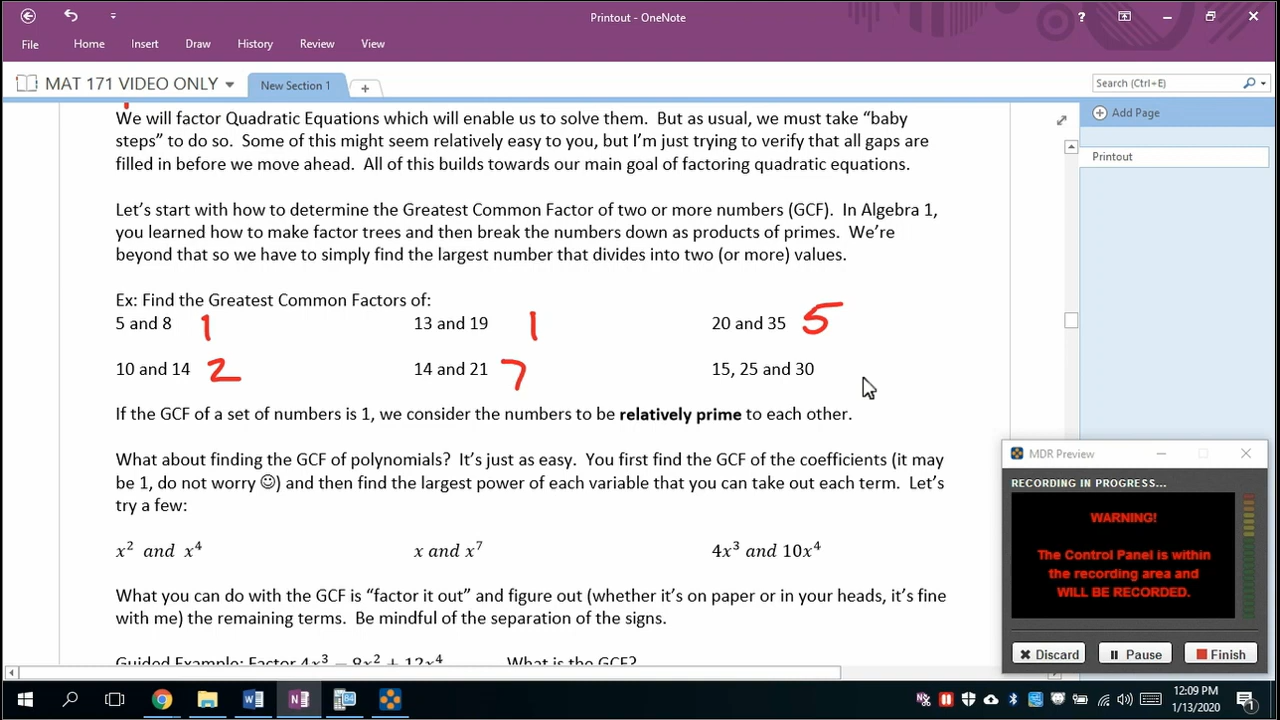 Printout - OneNote
?
File Home Insert Draw History Review View
MAT 171 VIDEO ONLY New Section 1 +
Search (Ctrl+E)
Add Page
Printout
We will factor Quadratic Equations which will enable us to solve them. But as usual, we must take “baby
steps” to do so. Some of this might seem relatively easy to you, but I’m just trying to verify that all gaps are
filled in before we move ahead. All of this builds towards our main goal of factoring quadratic equations.
Let’s start with how to determine the Greatest Common Factor of two or more numbers (GCF). In Algebra 1,
you learned how to make factor trees and then break the numbers down as products of primes. We’re
beyond that so we have to simply find the largest number that divides into two (or more) values.
Ex: Find the Greatest Common Factors of:
5 and 8 1 13 and 19 1 20 and 35 5
10 and 14 2 14 and 21 7 15, 25 and 30
If the GCF of a set of numbers is 1, we consider the numbers to be relatively prime to each other.
What about finding the GCF of polynomials? It’s just as easy. You first find the GCF of the coefficients (it may
be 1, do not worry ☺) and then find the largest power of each variable that you can take out each term. Let’s
try a few:
x² and x⁴ x and x⁷ 4x³ and 10x⁴
What you can do with the GCF is “factor it out” and figure out (whether it’s on paper or in your heads, it’s fine
with me) the remaining terms. Be mindful of the separation of the signs.
Guided Example: Factor 4x³ − 8x² + 12x⁴ What is the GCF?
MDR Preview
RECORDING IN PROGRESS...
WARNING!
The Control Panel is within
the recording area and
WILL BE RECORDED.
Discard Pause Finish
12:09 PM
1/13/2020
1